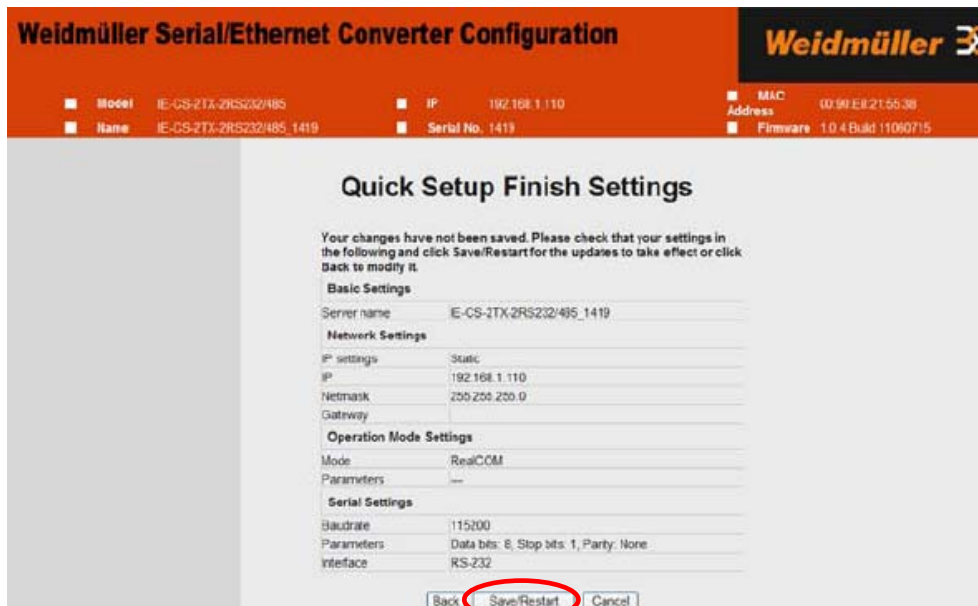 Weidmüller Serial/Ethernet Converter Configuration
Weidmüller
Model IE-CS-2TX-2RS232/485
IP 192.168.1.110
MAC Address 00:90:E8:21:55:38
Name IE-CS-2TX-2RS232/485_1419
Serial No. 1419
Firmware 1.0.4 Build 11060715
Quick Setup Finish Settings
Your changes have not been saved. Please check that your settings in
the following and click Save/Restart for the updates to take effect or click
Back to modify it.
Basic Settings
Server name IE-CS-2TX-2RS232/485_1419
Network Settings
IP settings Static
IP 192.168.1.110
Netmask 255.255.255.0
Gateway
Operation Mode Settings
Mode RealCOM
Parameters ---
Serial Settings
Baudrate 115200
Parameters Data bits: 8, Stop bits: 1, Parity: None
Interface RS-232
Back Save/Restart Cancel